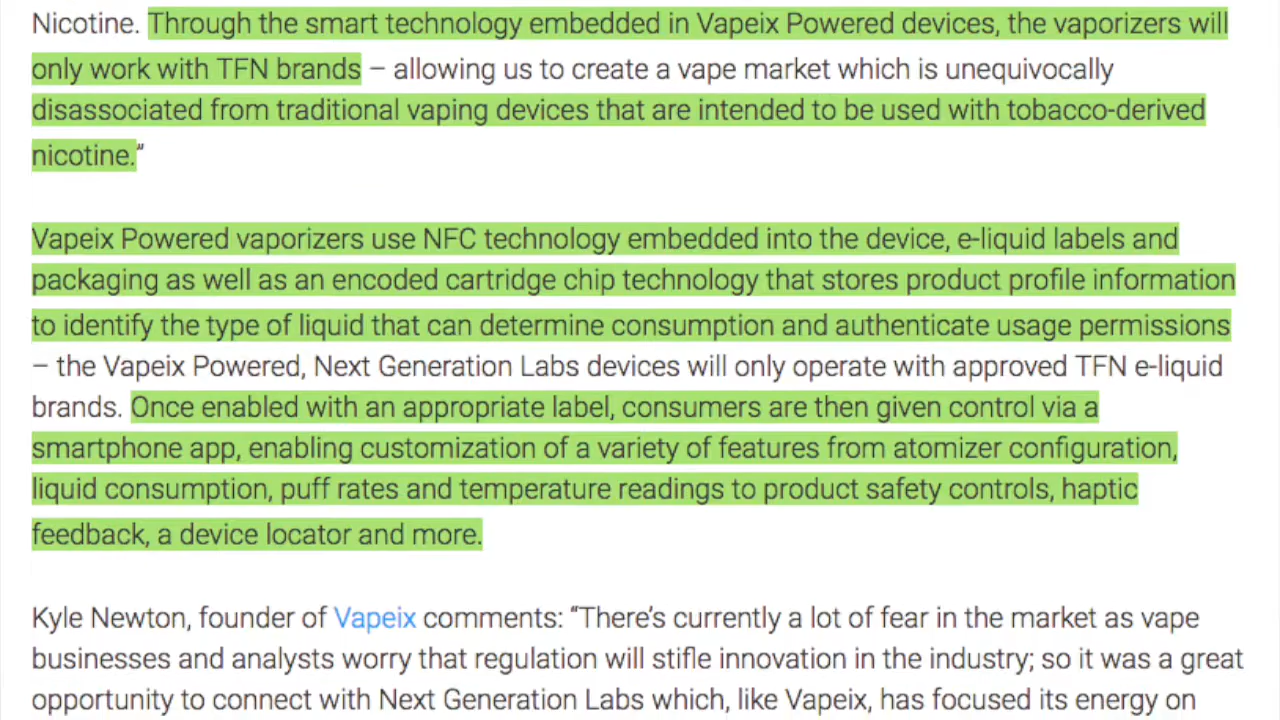 Nicotine. Through the smart technology embedded in Vapeix Powered devices, the vaporizers will
only work with TFN brands – allowing us to create a vape market which is unequivocally
disassociated from traditional vaping devices that are intended to be used with tobacco-derived
nicotine.”
Vapeix Powered vaporizers use NFC technology embedded into the device, e-liquid labels and
packaging as well as an encoded cartridge chip technology that stores product profile information
to identify the type of liquid that can determine consumption and authenticate usage permissions
– the Vapeix Powered, Next Generation Labs devices will only operate with approved TFN e-liquid
brands. Once enabled with an appropriate label, consumers are then given control via a
smartphone app, enabling customization of a variety of features from atomizer configuration,
liquid consumption, puff rates and temperature readings to product safety controls, haptic
feedback, a device locator and more.
Kyle Newton, founder of Vapeix comments: “There’s currently a lot of fear in the market as vape
businesses and analysts worry that regulation will stifle innovation in the industry; so it was a great
opportunity to connect with Next Generation Labs which, like Vapeix, has focused its energy on